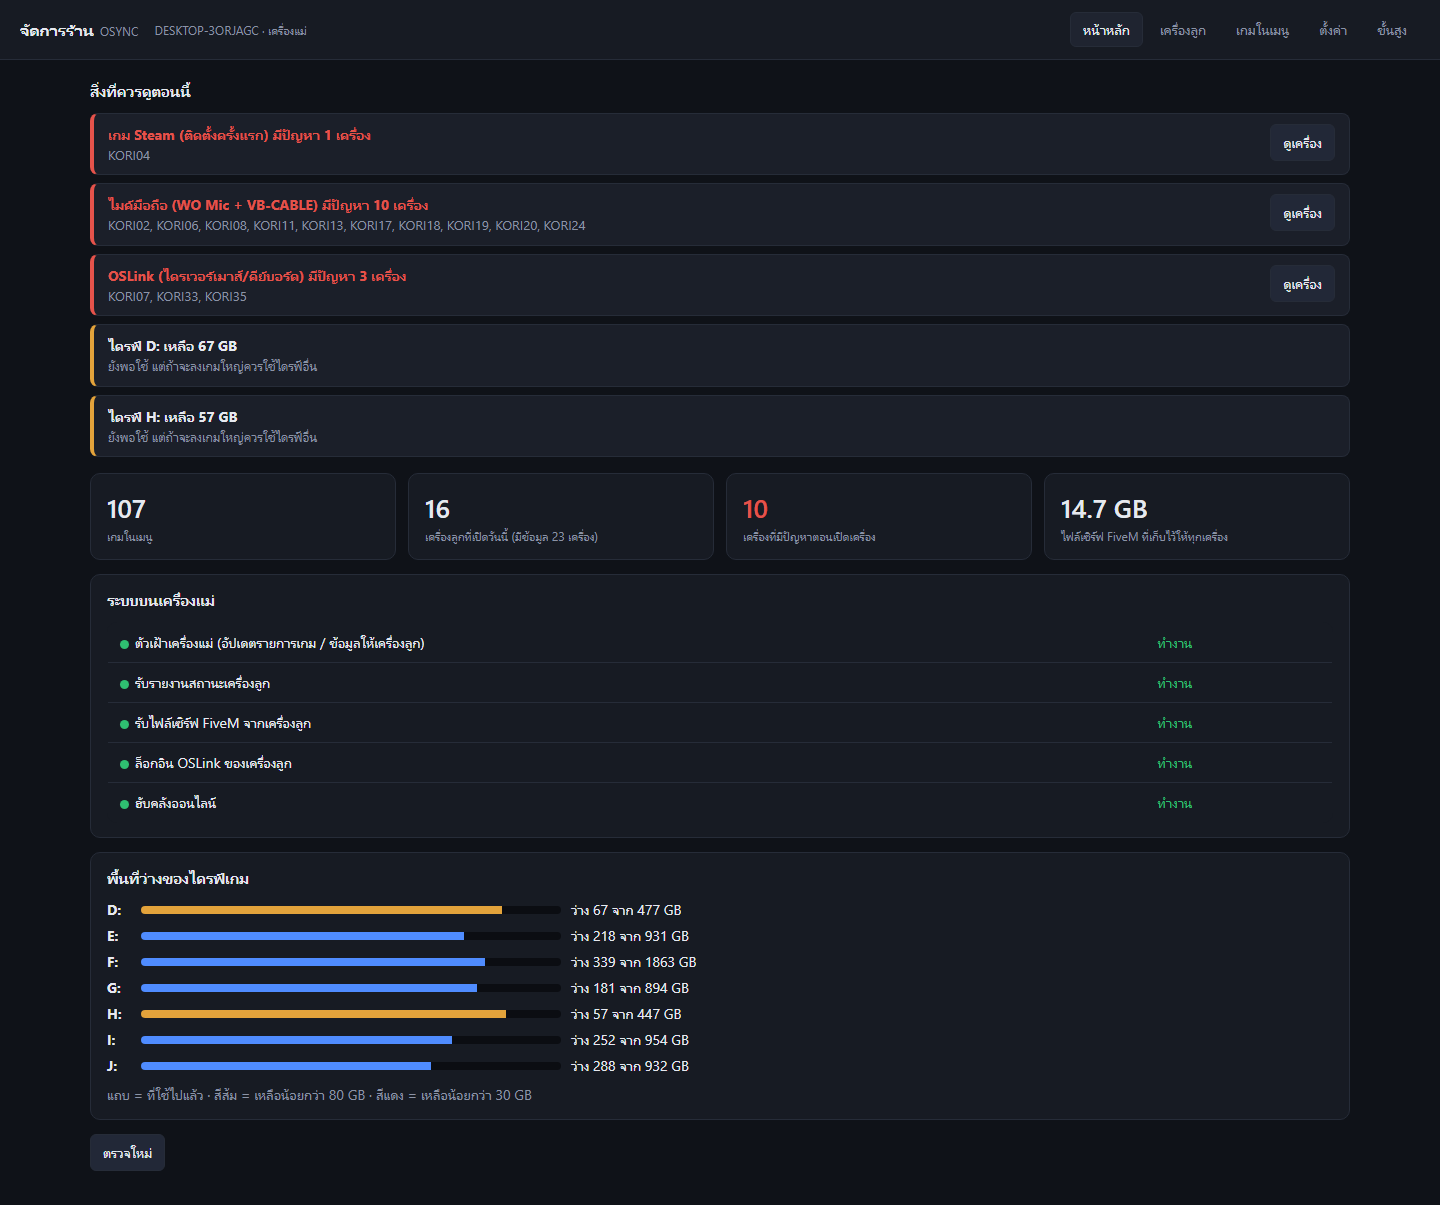 จัดการร้าน OSYNC DESKTOP-3ORJAGC · เครื่องแม่
หน้าหลัก เครื่องลูก เกมในเมนู ตั้งค่า ขั้นสูง
สิ่งที่ควรดูตอนนี้
เกม Steam (ติดตั้งครั้งแรก) มีปัญหา 1 เครื่อง
KORI04
ดูเครื่อง
ไมค์มือถือ (WO Mic + VB-CABLE) มีปัญหา 10 เครื่อง
KORI02, KORI06, KORI08, KORI11, KORI13, KORI17, KORI18, KORI19, KORI20, KORI24
ดูเครื่อง
OSLink (ไดรเวอร์เมาส์/คีย์บอร์ด) มีปัญหา 3 เครื่อง
KORI07, KORI33, KORI35
ดูเครื่อง
ไดรฟ์ D: เหลือ 67 GB
ยังพอใช้ แต่ถ้าจะลงเกมใหญ่ควรใช้ไดรฟ์อื่น
ไดรฟ์ H: เหลือ 57 GB
ยังพอใช้ แต่ถ้าจะลงเกมใหญ่ควรใช้ไดรฟ์อื่น
107
เกมในเมนู
16
เครื่องลูกที่เปิดวันนี้ (มีข้อมูล 23 เครื่อง)
10
เครื่องที่มีปัญหาตอนเปิดเครื่อง
14.7 GB
ไฟล์เซิร์ฟ FiveM ที่เก็บไว้ให้ทุกเครื่อง
ระบบบนเครื่องแม่
ตัวเฝ้าเครื่องแม่ (อัปเดตรายการเกม / ข้อมูลให้เครื่องลูก) ทำงาน
รับรายงานสถานะเครื่องลูก ทำงาน
รับไฟล์เซิร์ฟ FiveM จากเครื่องลูก ทำงาน
ล็อกอิน OSLink ของเครื่องลูก ทำงาน
ฮับคลังออนไลน์ ทำงาน
พื้นที่ว่างของไดรฟ์เกม
D: ว่าง 67 จาก 477 GB
E: ว่าง 218 จาก 931 GB
F: ว่าง 339 จาก 1863 GB
G: ว่าง 181 จาก 894 GB
H: ว่าง 57 จาก 447 GB
I: ว่าง 252 จาก 954 GB
J: ว่าง 288 จาก 932 GB
แถบ = ที่ใช้ไปแล้ว · สีส้ม = เหลือน้อยกว่า 80 GB · สีแดง = เหลือน้อยกว่า 30 GB
ตรวจใหม่